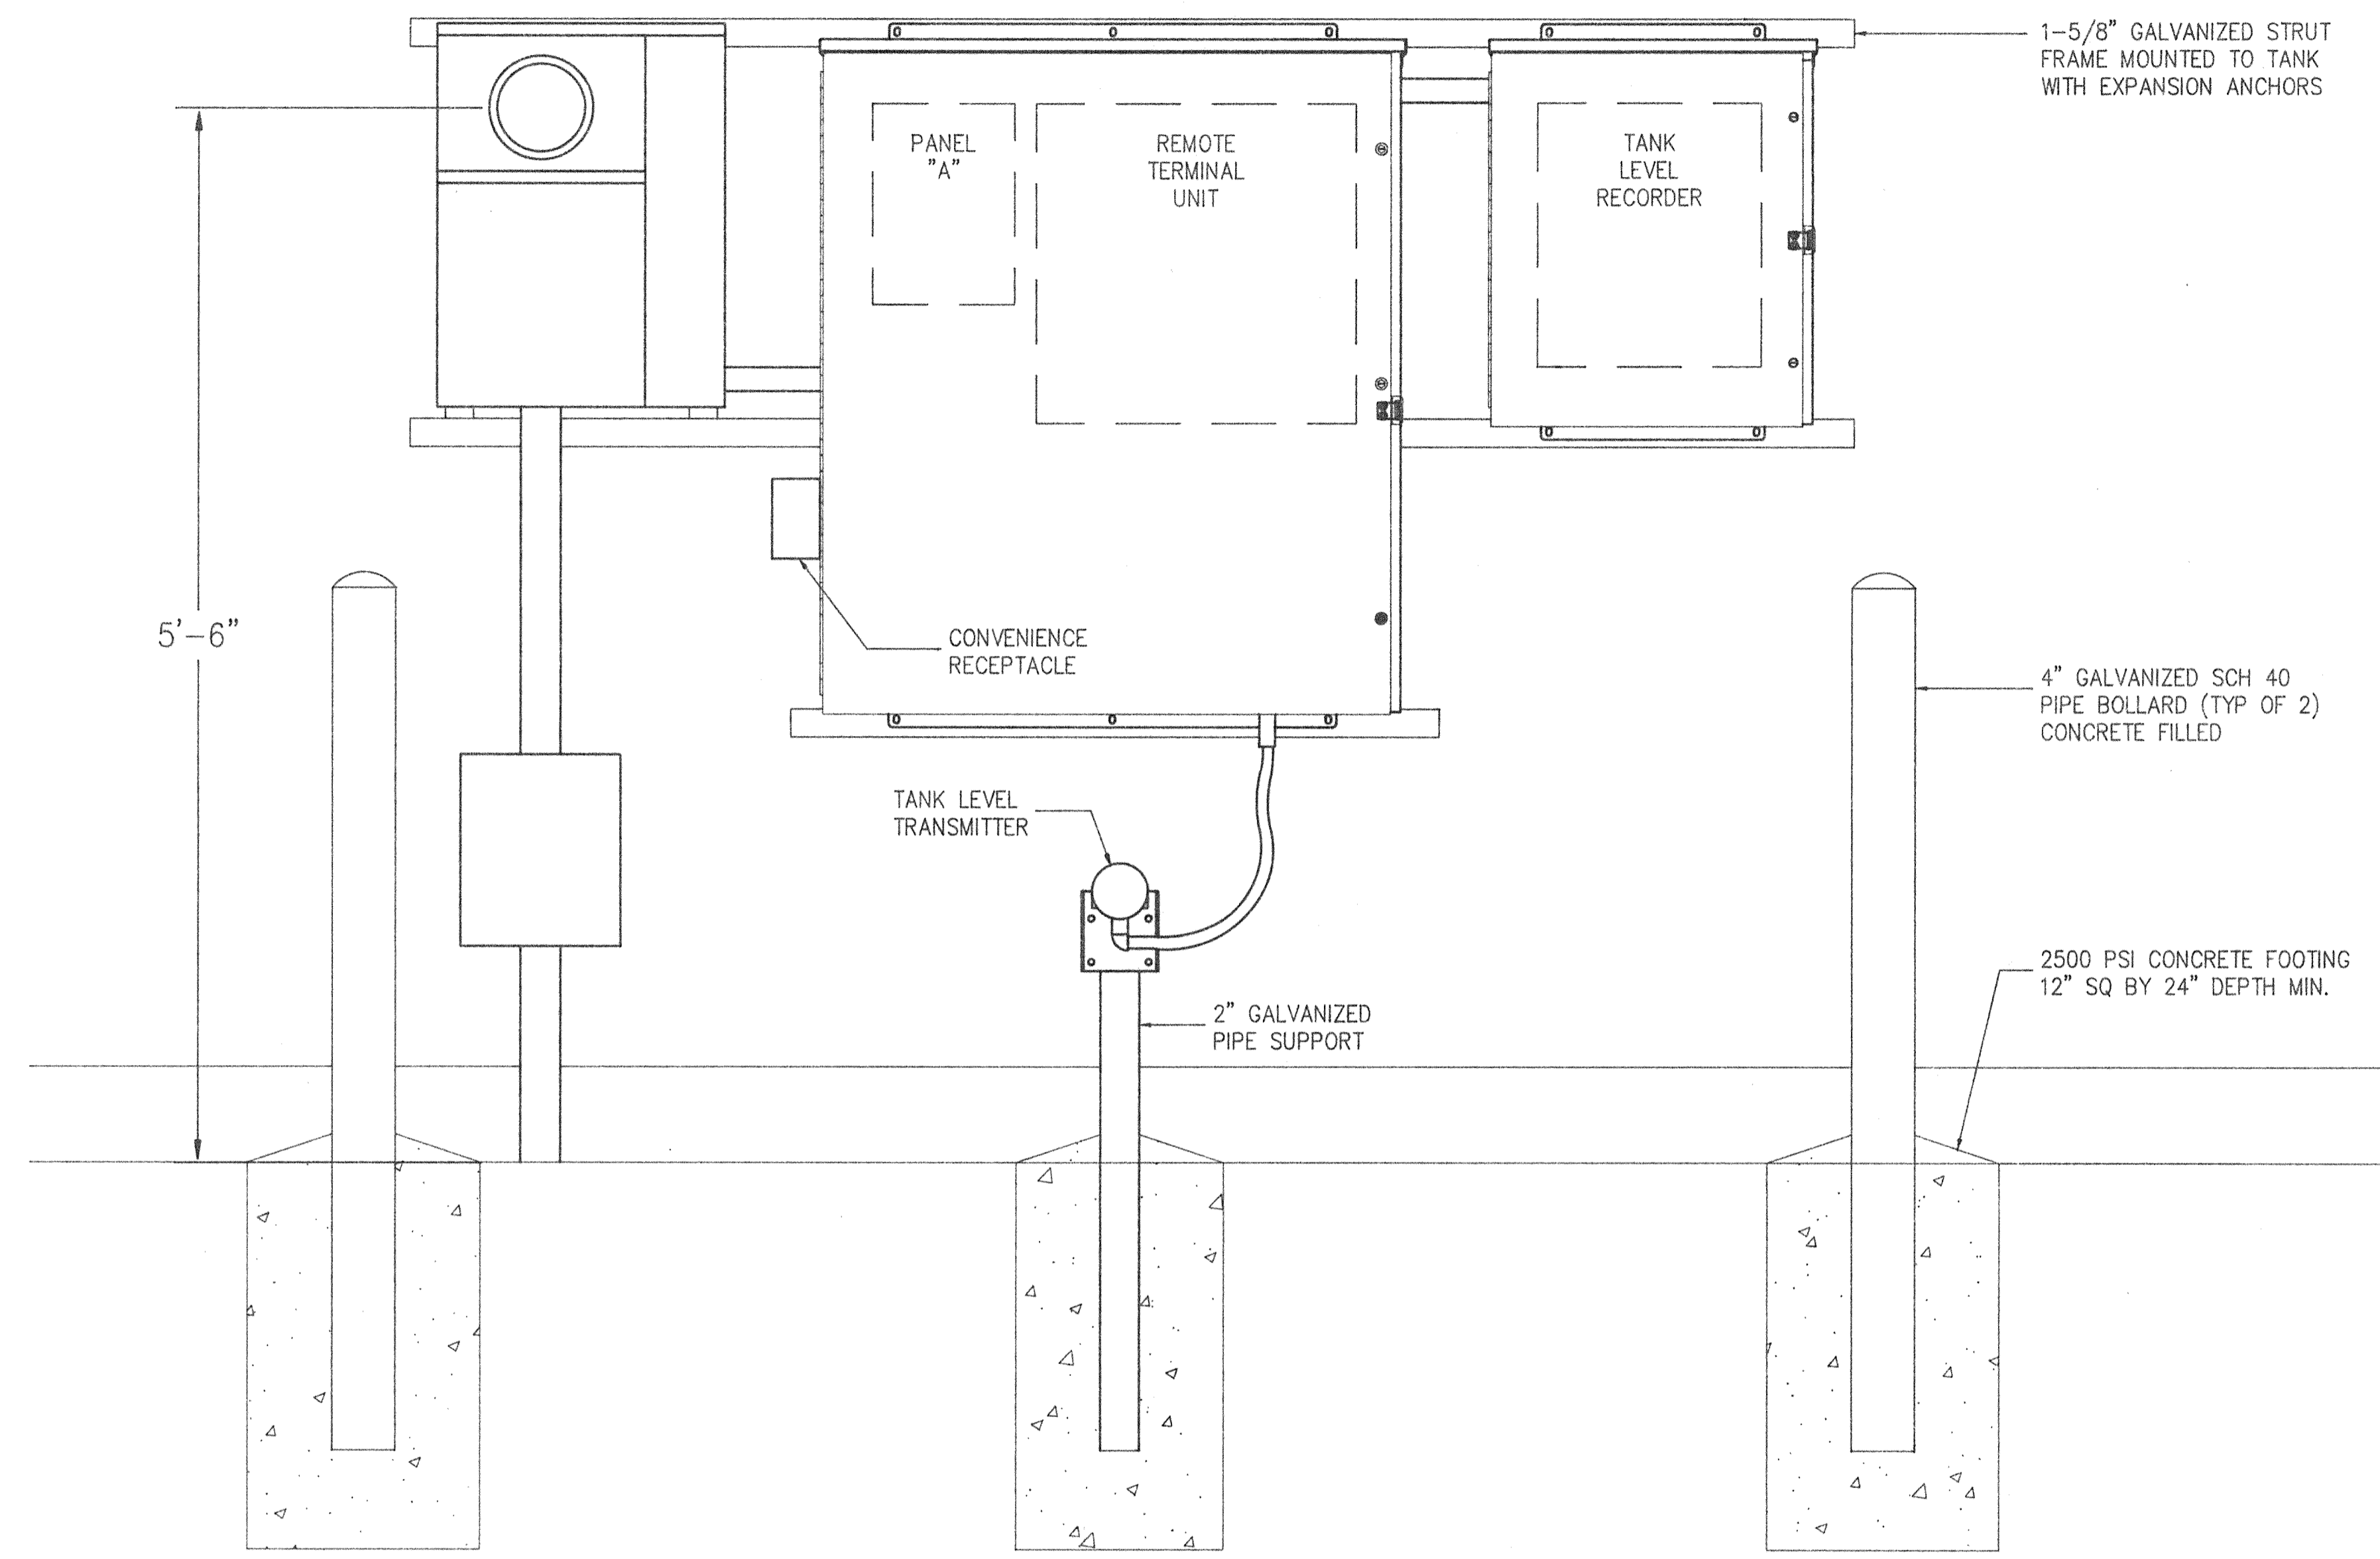 1-5/8" GALVANIZED STRUT
FRAME MOUNTED TO TANK
WITH EXPANSION ANCHORS
PANEL
"A"
REMOTE
TERMINAL
UNIT
TANK
LEVEL
RECORDER
5'-6"
CONVENIENCE
RECEPTACLE
4" GALVANIZED SCH 40
PIPE BOLLARD (TYP OF 2)
CONCRETE FILLED
TANK LEVEL
TRANSMITTER
2500 PSI CONCRETE FOOTING
12" SQ BY 24" DEPTH MIN.
2" GALVANIZED
PIPE SUPPORT